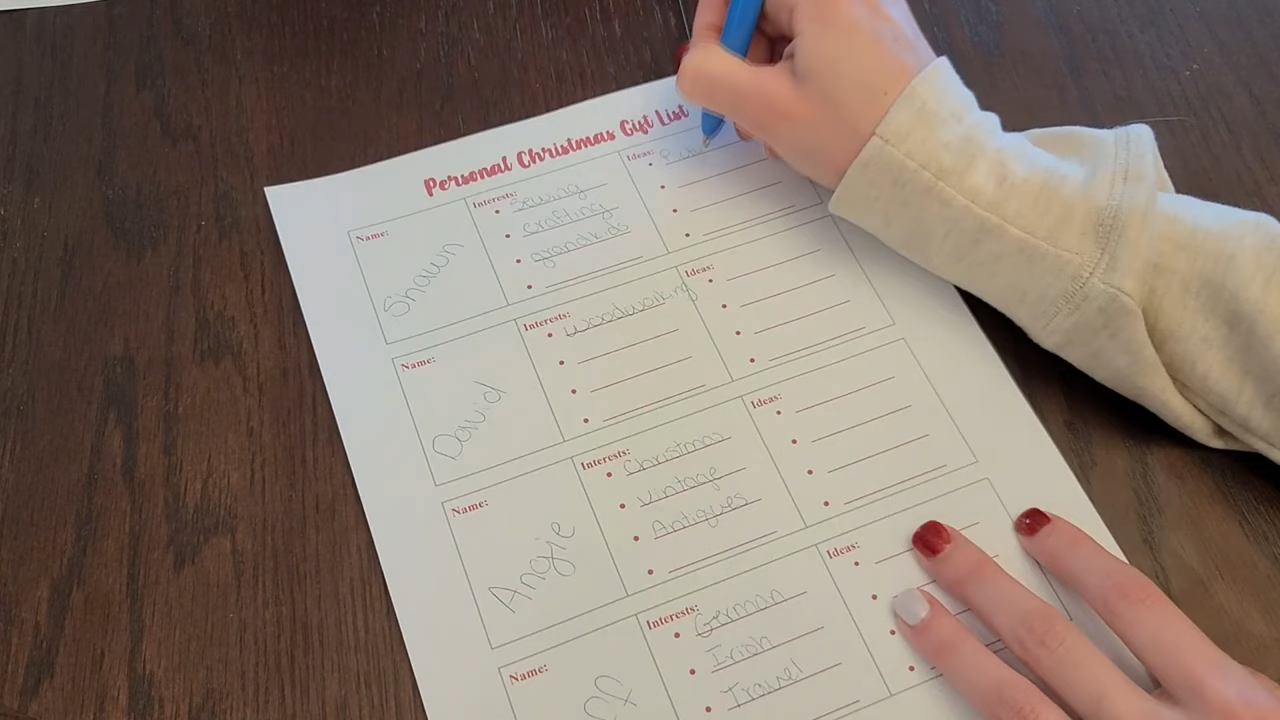 Personal Christmas Gift List
Name:
Shawn
Interests:
Sewing
crafting
grandkids
Ideas:
Name:
David
Interests:
woodworking
Ideas:
Name:
Angie
Interests:
Christmas
vintage
Antiques
Ideas:
Name:
Interests:
German
Irish
Travel
Ideas: